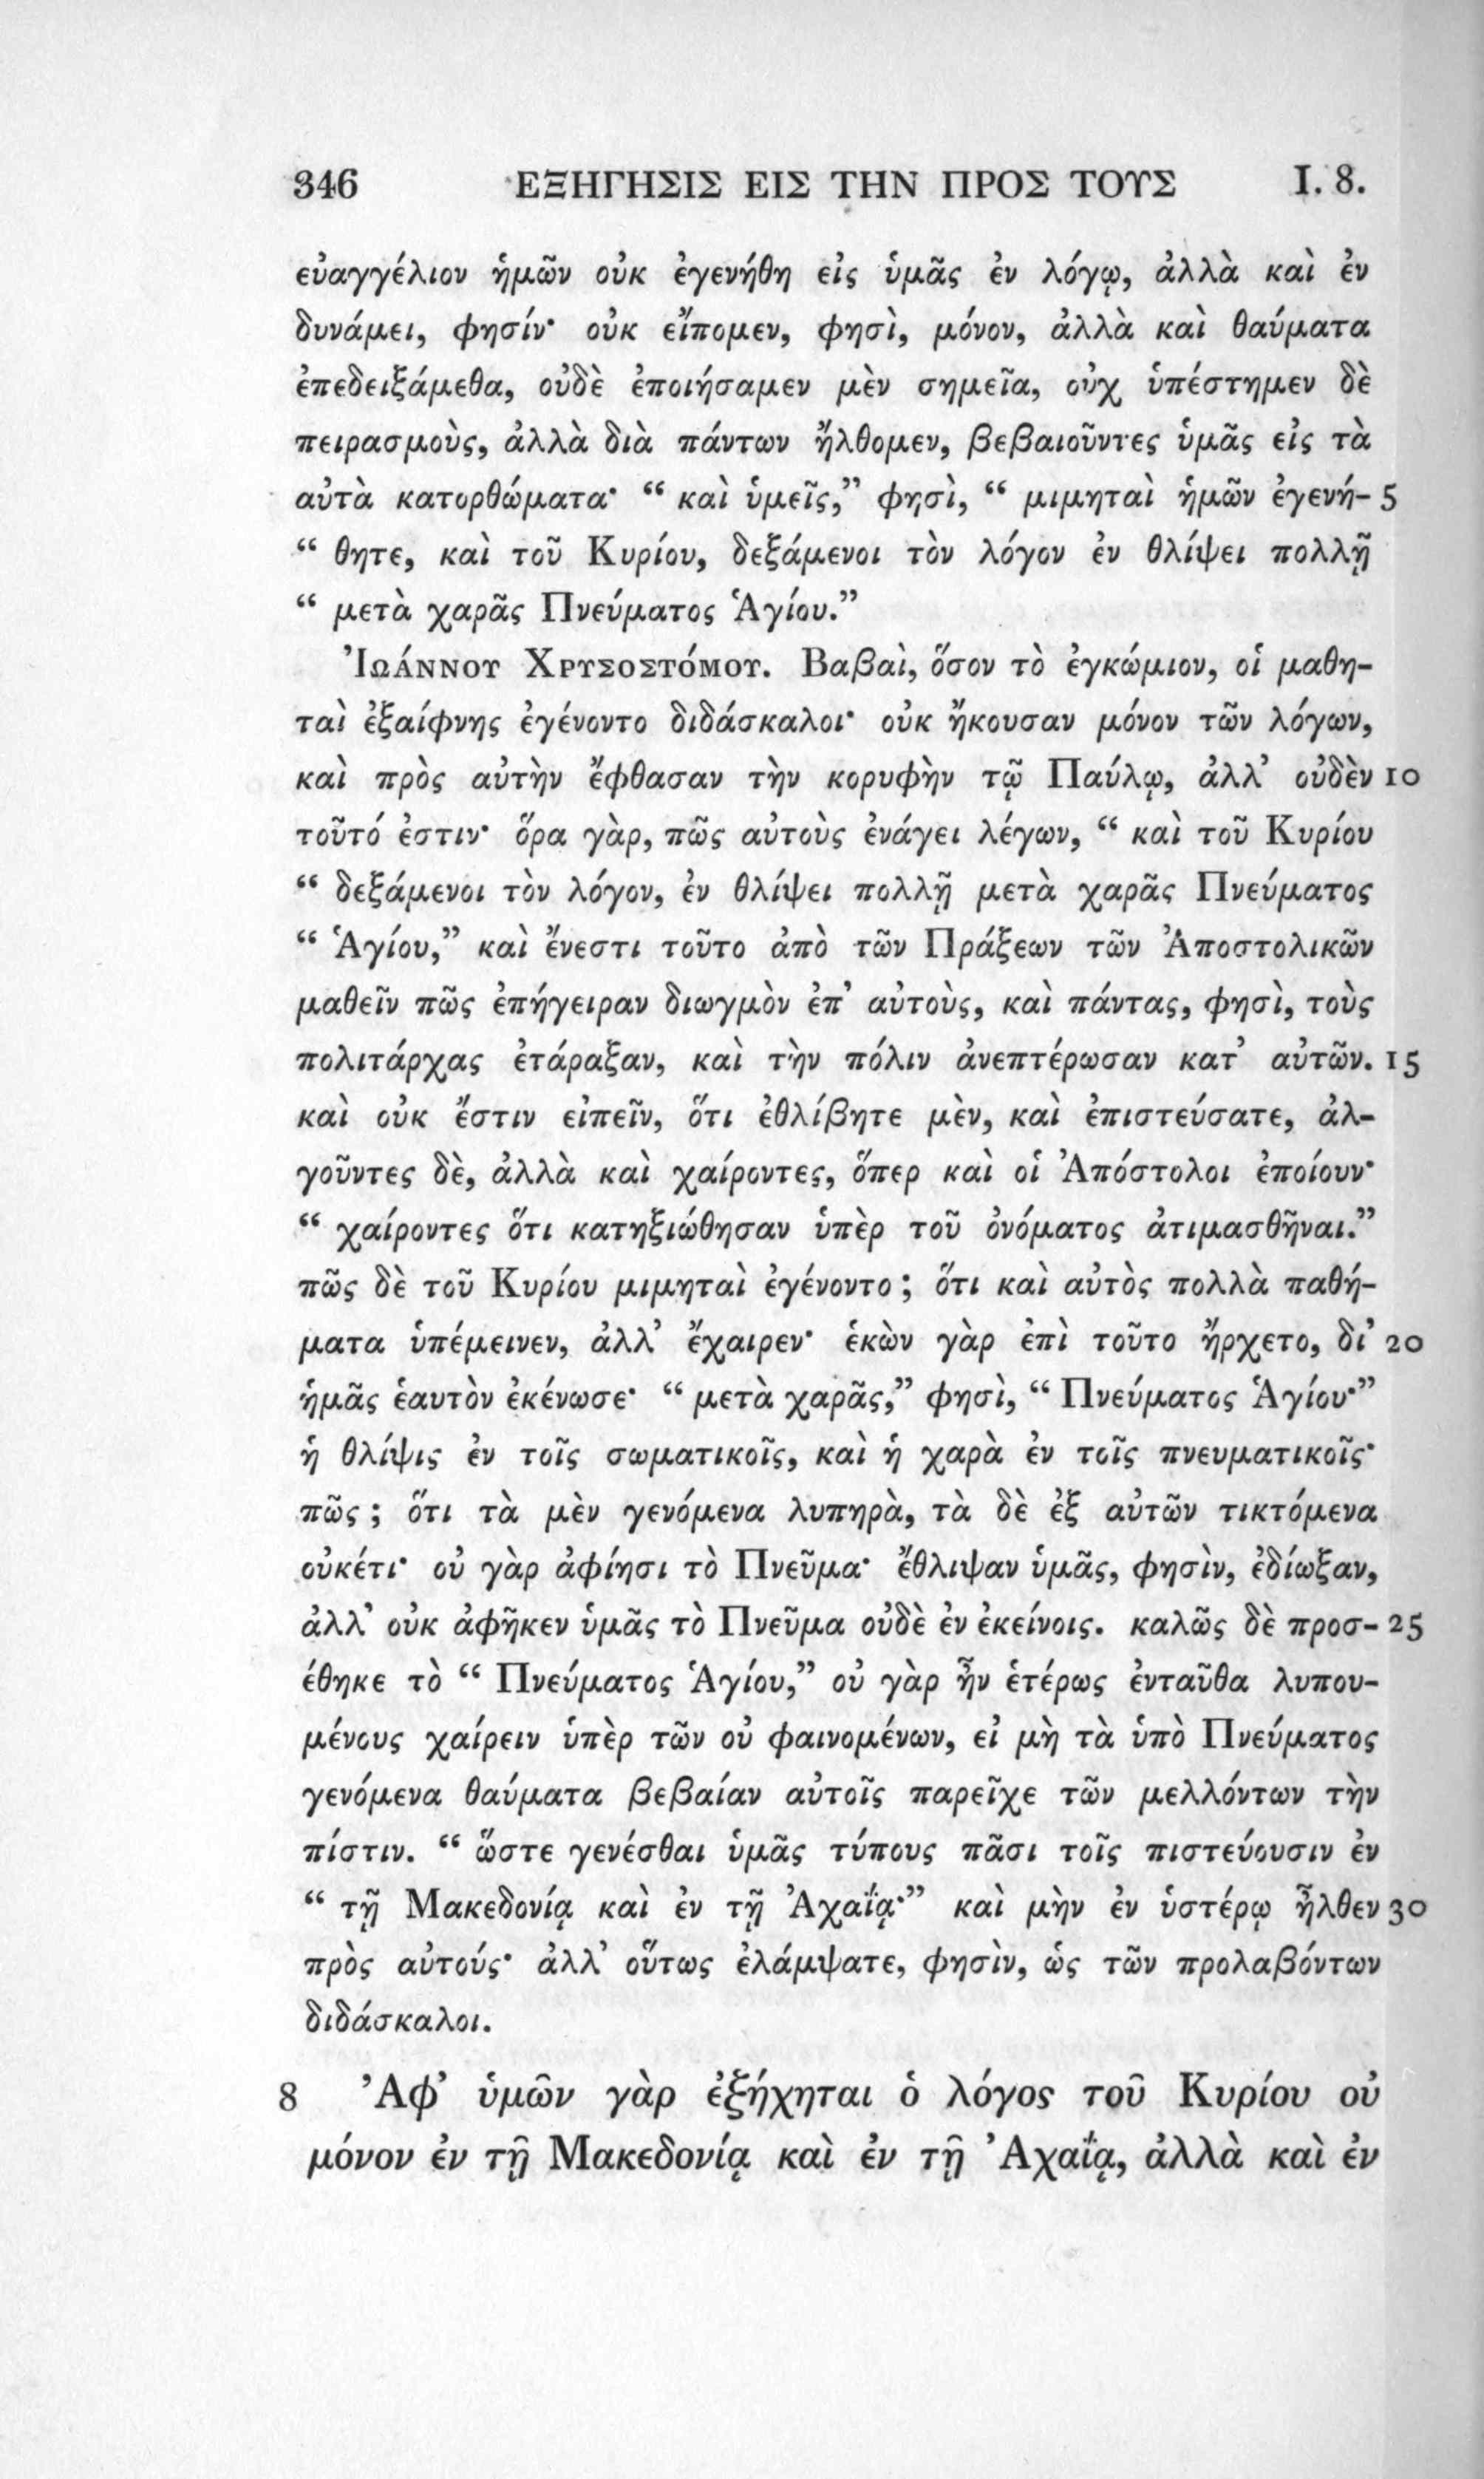 346 ΕΞΗΓΗΣΙΣ ΕΙΣ ΤΗΝ ΠΡΟΣ ΤΟΥΣ I. 8.
εὐαγγέλιον ἡμῶν οὐκ ἐγενήθη εἰς ὑμᾶς ἐν λόγῳ, ἀλλὰ καὶ ἐν
δυνάμει, φησίν· οὐκ εἴπομεν, φησὶ, μόνον, ἀλλὰ καὶ θαύματα
ἐπεδειξάμεθα, οὐδὲ ἐποιήσαμεν μὲν σημεῖα, οὐχ ὑπέστημεν δὲ
πειρασμοὺς, ἀλλὰ διὰ πάντων ἤλθομεν, βεβαιοῦντες ὑμᾶς εἰς τὰ
αὐτὰ κατορθώματα· “ καὶ ὑμεῖς,” φησὶ, “ μιμηταὶ ἡμῶν ἐγενή- 5
“ θητε, καὶ τοῦ Κυρίου, δεξάμενοι τὸν λόγον ἐν θλίψει πολλῇ
“ μετὰ χαρᾶς Πνεύματος Ἁγίου.”
Ἰωάννου Χρυσοστόμου. Βαβαὶ, ὅσον τὸ ἐγκώμιον, οἱ μαθη-
ταὶ ἐξαίφνης ἐγένοντο διδάσκαλοι· οὐκ ἤκουσαν μόνον τῶν λόγων,
καὶ πρὸς αὐτὴν ἔφθασαν τὴν κορυφὴν τῷ Παύλῳ, ἀλλ’ οὐδὲν 10
τοῦτό ἐστιν· ὅρα γὰρ, πῶς αὐτοὺς ἐνάγει λέγων, “ καὶ τοῦ Κυρίου
“ δεξάμενοι τὸν λόγον, ἐν θλίψει πολλῇ μετὰ χαρᾶς Πνεύματος
“ Ἁγίου,” καὶ ἔνεστι τοῦτο ἀπὸ τῶν Πράξεων τῶν Ἀποστολικῶν
μαθεῖν πῶς ἐπήγειραν διωγμὸν ἐπ’ αὐτοὺς, καὶ πάντας, φησὶ, τοὺς
πολιτάρχας ἐτάραξαν, καὶ τὴν πόλιν ἀνεπτέρωσαν κατ’ αὐτῶν. 15
καὶ οὐκ ἔστιν εἰπεῖν, ὅτι ἐθλίβητε μὲν, καὶ ἐπιστεύσατε, ἀλ-
γοῦντες δὲ, ἀλλὰ καὶ χαίροντες, ὅπερ καὶ οἱ Ἀπόστολοι ἐποίουν·
“ χαίροντες ὅτι κατηξιώθησαν ὑπὲρ τοῦ ὀνόματος ἀτιμασθῆναι.”
πῶς δὲ τοῦ Κυρίου μιμηταὶ ἐγένοντο ; ὅτι καὶ αὐτὸς πολλὰ παθή-
ματα ὑπέμεινεν, ἀλλ’ ἔχαιρεν· ἑκὼν γὰρ ἐπὶ τοῦτο ἤρχετο, δι’ 20
ἡμᾶς ἑαυτὸν ἐκένωσε· “ μετὰ χαρᾶς,” φησὶ, “ Πνεύματος Ἁγίου·”
ἡ θλίψις ἐν τοῖς σωματικοῖς, καὶ ἡ χαρὰ ἐν τοῖς πνευματικοῖς·
πῶς ; ὅτι τὰ μὲν γενόμενα λυπηρὰ, τὰ δὲ ἐξ αὐτῶν τικτόμενα
οὐκέτι· οὐ γὰρ ἀφίησι τὸ Πνεῦμα· ἔθλιψαν ὑμᾶς, φησὶν, ἐδίωξαν,
ἀλλ’ οὐκ ἀφῆκεν ὑμᾶς τὸ Πνεῦμα οὐδὲ ἐν ἐκείνοις. καλῶς δὲ προσ- 25
έθηκε τὸ “ Πνεύματος Ἁγίου,” οὐ γὰρ ἦν ἑτέρως ἐνταῦθα λυπου-
μένους χαίρειν ὑπὲρ τῶν οὐ φαινομένων, εἰ μὴ τὰ ὑπὸ Πνεύματος
γενόμενα θαύματα βεβαίαν αὐτοῖς παρεῖχε τῶν μελλόντων τὴν
πίστιν. “ ὥστε γενέσθαι ὑμᾶς τύπους πᾶσι τοῖς πιστεύουσιν ἐν
“ τῇ Μακεδονίᾳ καὶ ἐν τῇ Ἀχαΐᾳ·” καὶ μὴν ἐν ὑστέρῳ ἦλθεν 30
πρὸς αὐτούς· ἀλλ’ οὕτως ἐλάμψατε, φησὶν, ὡς τῶν προλαβόντων
διδάσκαλοι.
8 Ἀφ’ ὑμῶν γὰρ ἐξήχηται ὁ λόγος τοῦ Κυρίου οὐ
μόνον ἐν τῇ Μακεδονίᾳ καὶ ἐν τῇ Ἀχαΐᾳ, ἀλλὰ καὶ ἐν